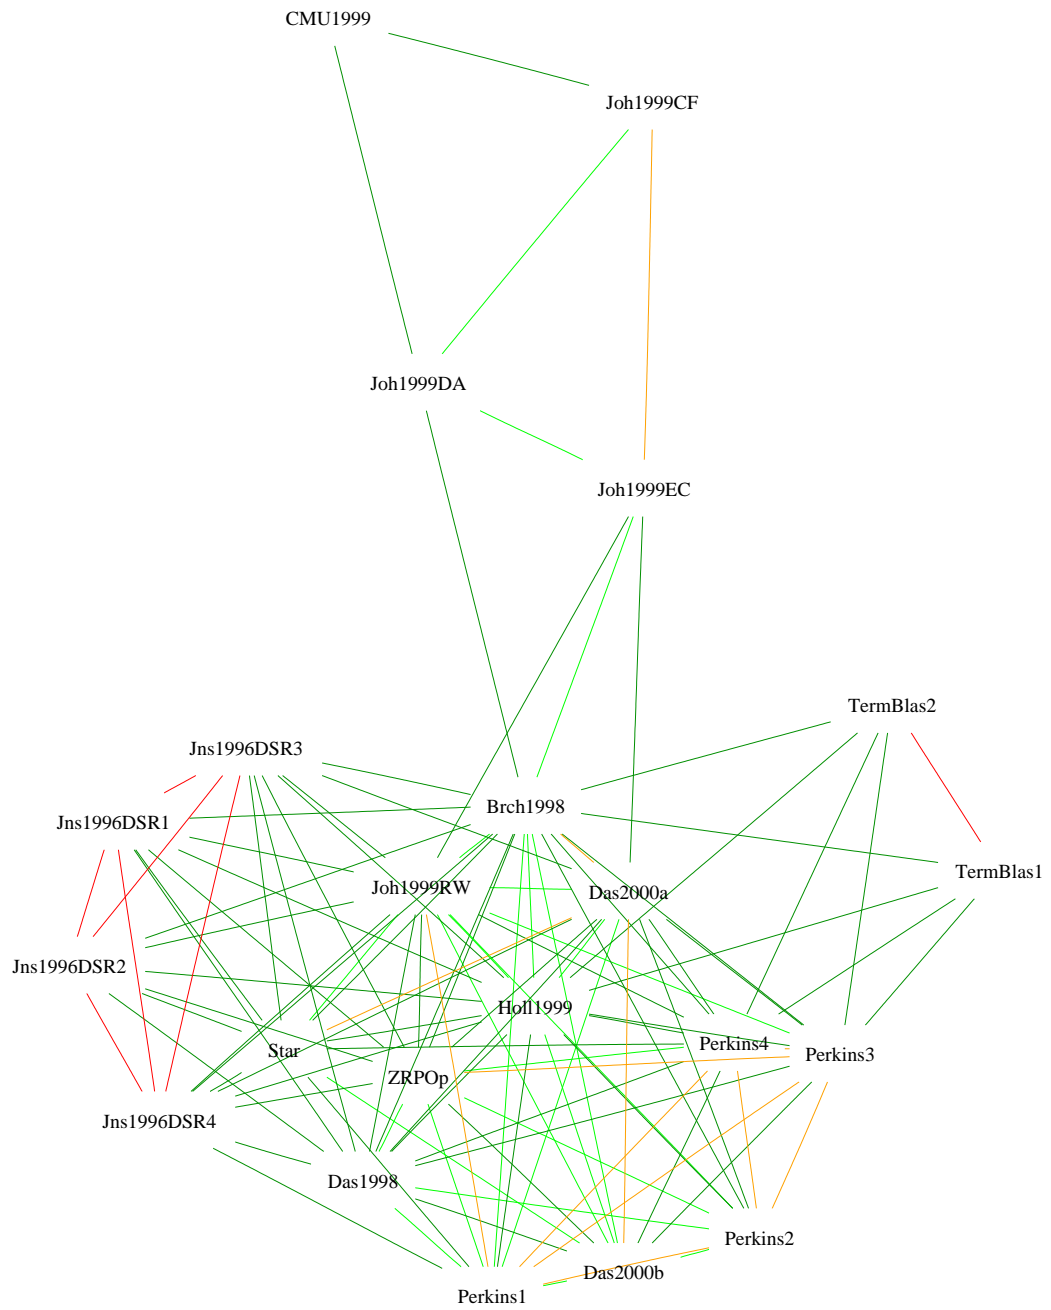 CMU1999
Joh1999CF
Joh1999DA
Joh1999EC
TermBlas2
Jns1996DSR3
Brch1998
Jns1996DSR1
TermBlas1
Joh1999RW
Das2000a
Jns1996DSR2
Holl1999
Perkins4
Star
Perkins3
ZRPOp
Jns1996DSR4
Das1998
Perkins2
Das2000b
Perkins1